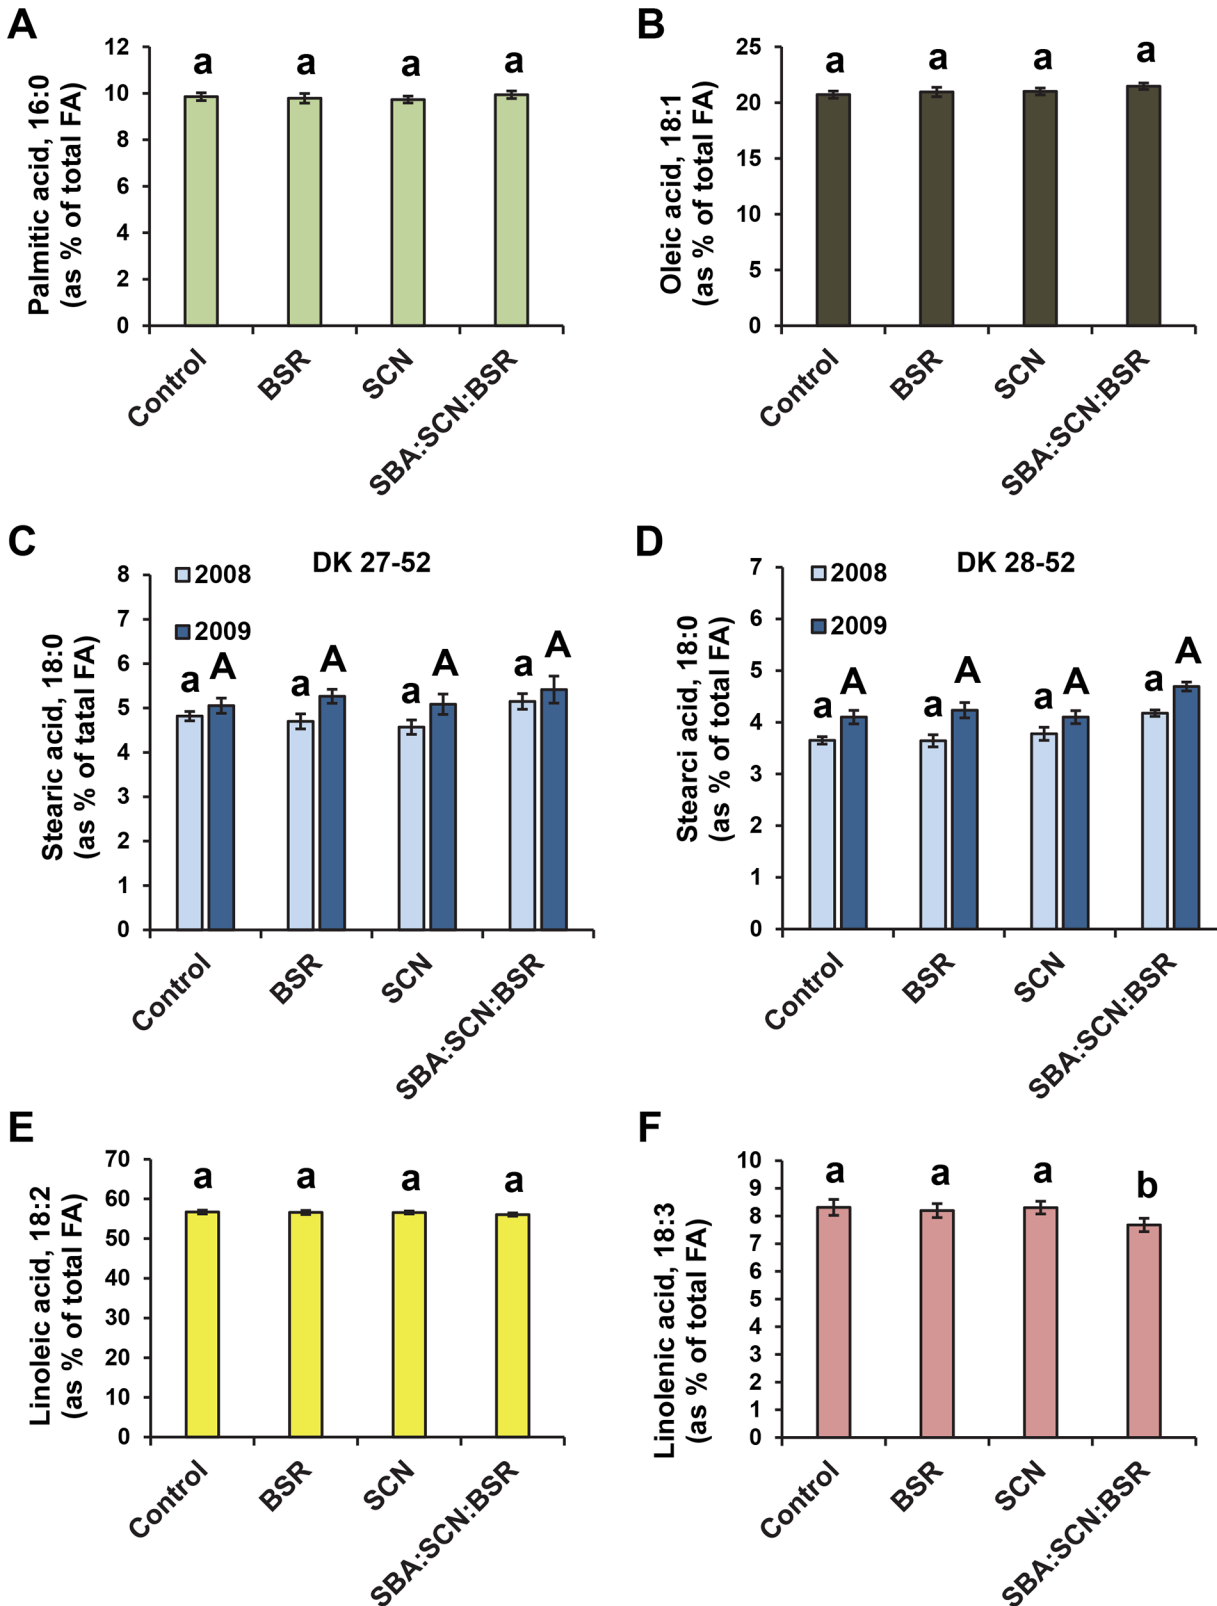 A
Palmitic acid, 16:0
(as % of total FA)
12
10
8
6
4
2
0
a a a a
Control BSR SCN SBA:SCN:BSR
B
Oleic acid, 18:1
(as % of total FA)
25
20
15
10
5
0
a a a a
Control BSR SCN SBA:SCN:BSR
C
DK 27-52
2008
2009
Stearic acid, 18:0
(as % of tatal FA)
8
7
6
5
4
3
2
1
0
a A a A a A a A
Control BSR SCN SBA:SCN:BSR
D
DK 28-52
2008
2009
Stearci acid, 18:0
(as % of total FA)
7
6
5
4
3
2
1
0
a A a A a A a A
Control BSR SCN SBA:SCN:BSR
E
Linoleic acid, 18:2
(as % of total FA)
70
60
50
40
30
20
10
0
a a a a
Control BSR SCN SBA:SCN:BSR
F
Linolenic acid, 18:3
(as % of total FA)
10
9
8
7
6
5
4
3
2
1
0
a a a b
Control BSR SCN SBA:SCN:BSR